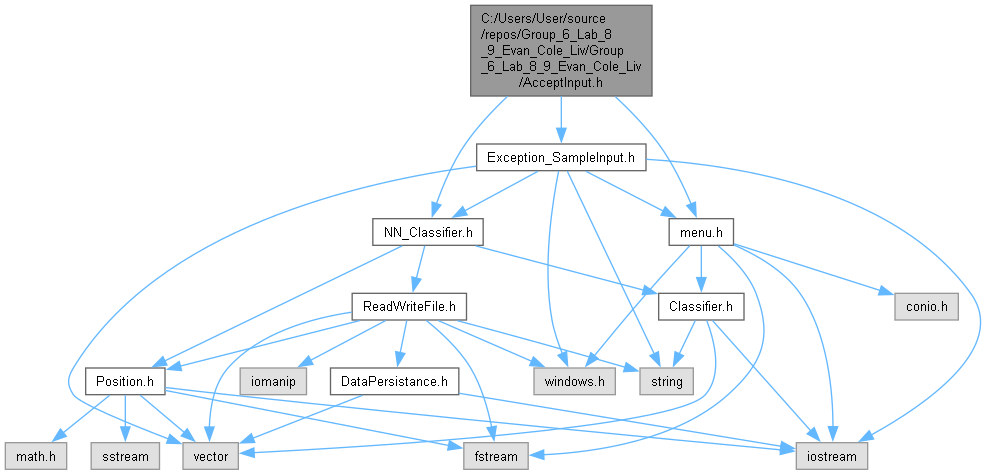 C:/Users/User/source
/repos/Group_6_Lab_8
_9_Evan_Cole_Liv/Group
_6_Lab_8_9_Evan_Cole_Liv
/AcceptInput.h
Exception_SampleInput.h
NN_Classifier.h
menu.h
ReadWriteFile.h
Classifier.h
conio.h
Position.h
iomanip
DataPersistance.h
windows.h
string
math.h
sstream
vector
fstream
iostream